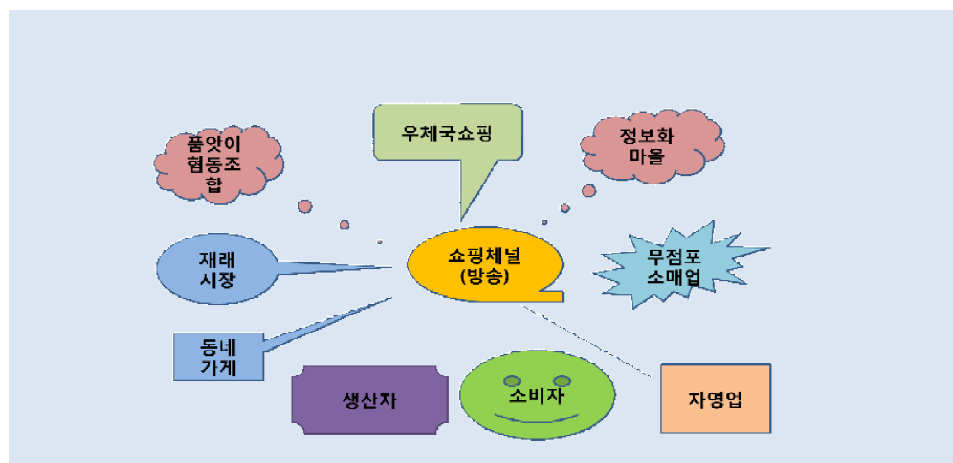 우체국쇼핑
정보화
마을
품앗이
협동조
합
재래
시장
쇼핑체널
(방송)
무점포
소매업
동네
가게
생산자
소비자
자영업